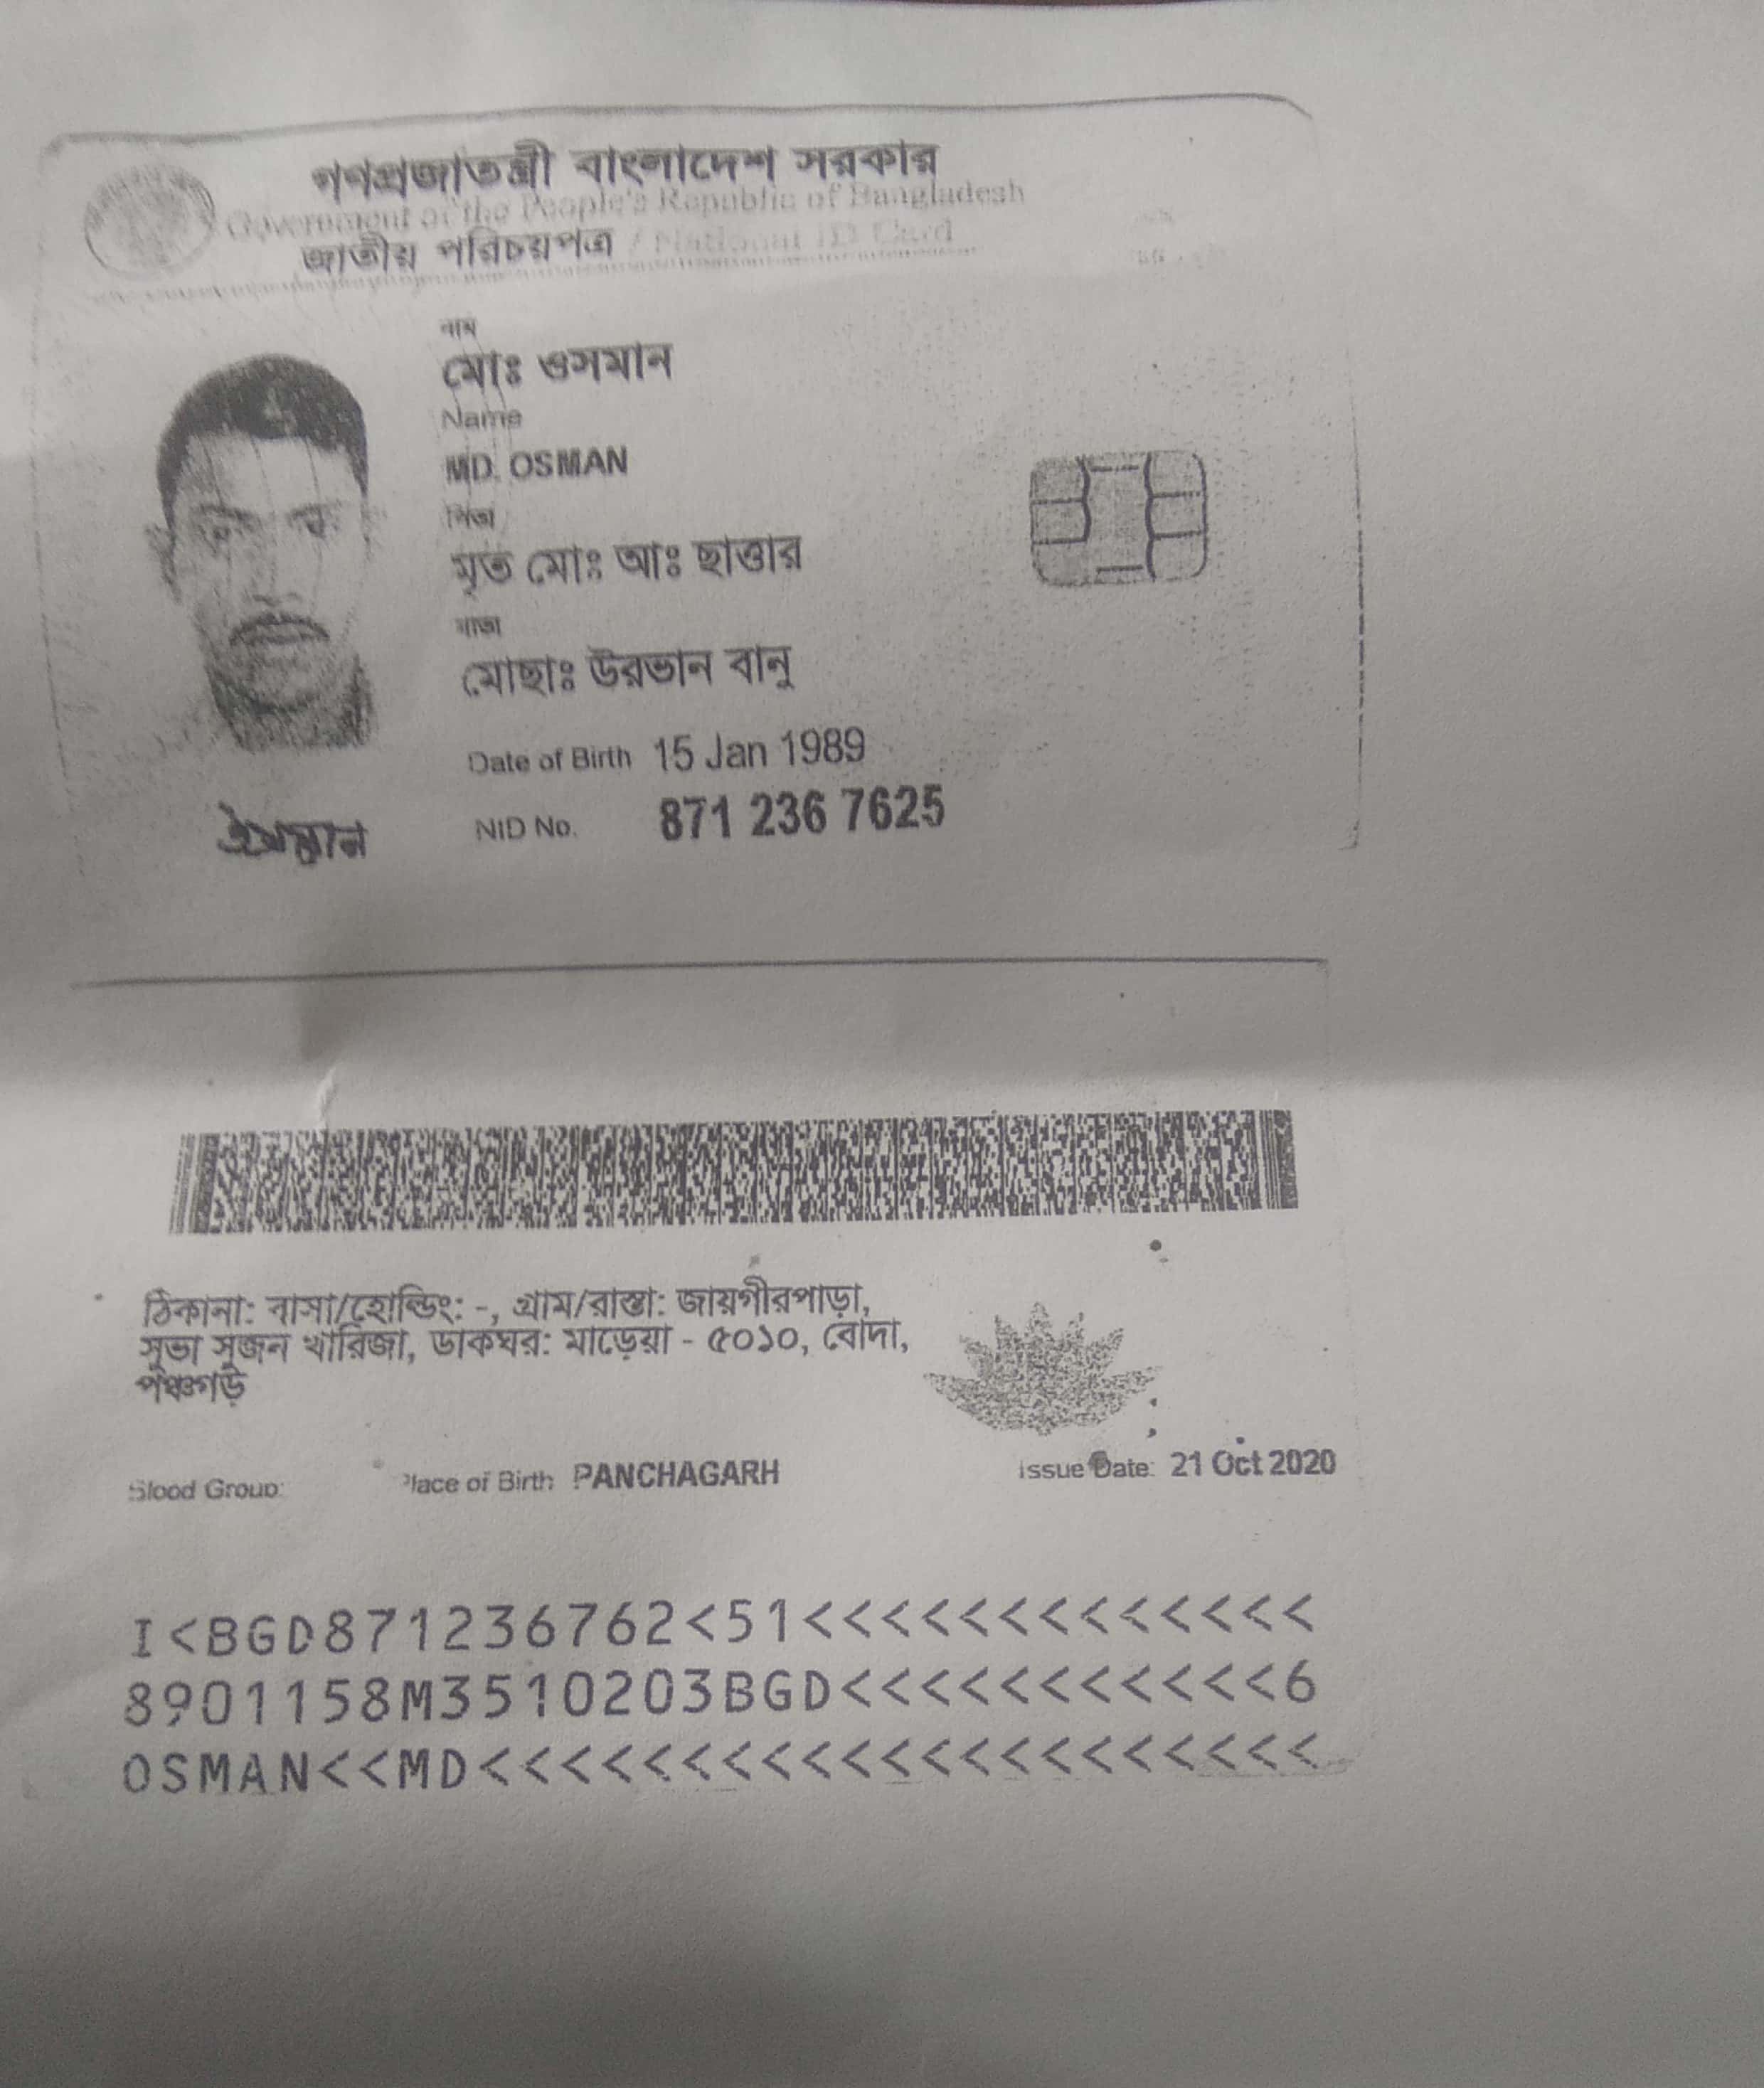 গণপ্রজাতন্ত্রী বাংলাদেশ সরকার
Government of the People's Republic of Bangladesh
জাতীয় পরিচয়পত্র / National ID Card
নাম
মোঃ ওসমান
Name
MD. OSMAN
পিতা
মৃত মোঃ আঃ ছাত্তার
মাতা
মোছাঃ উরভান বানু
Date of Birth 15 Jan 1989
ওসমান
NID No. 871 236 7625
ঠিকানা: বাসা/হোল্ডিং: -, গ্রাম/রাস্তা: জায়গীরপাড়া,
সুভা সুজন খারিজা, ডাকঘর: মাড়েয়া - ৫০১০, বোদা,
পঞ্চগড়
Blood Group: Place of Birth: PANCHAGARH Issue Date: 21 Oct 2020
I<BGD871236762<51<<<<<<<<<<<<<
8901158M3510203BGD<<<<<<<<<<<6
OSMAN<<MD<<<<<<<<<<<<<<<<<<<<<